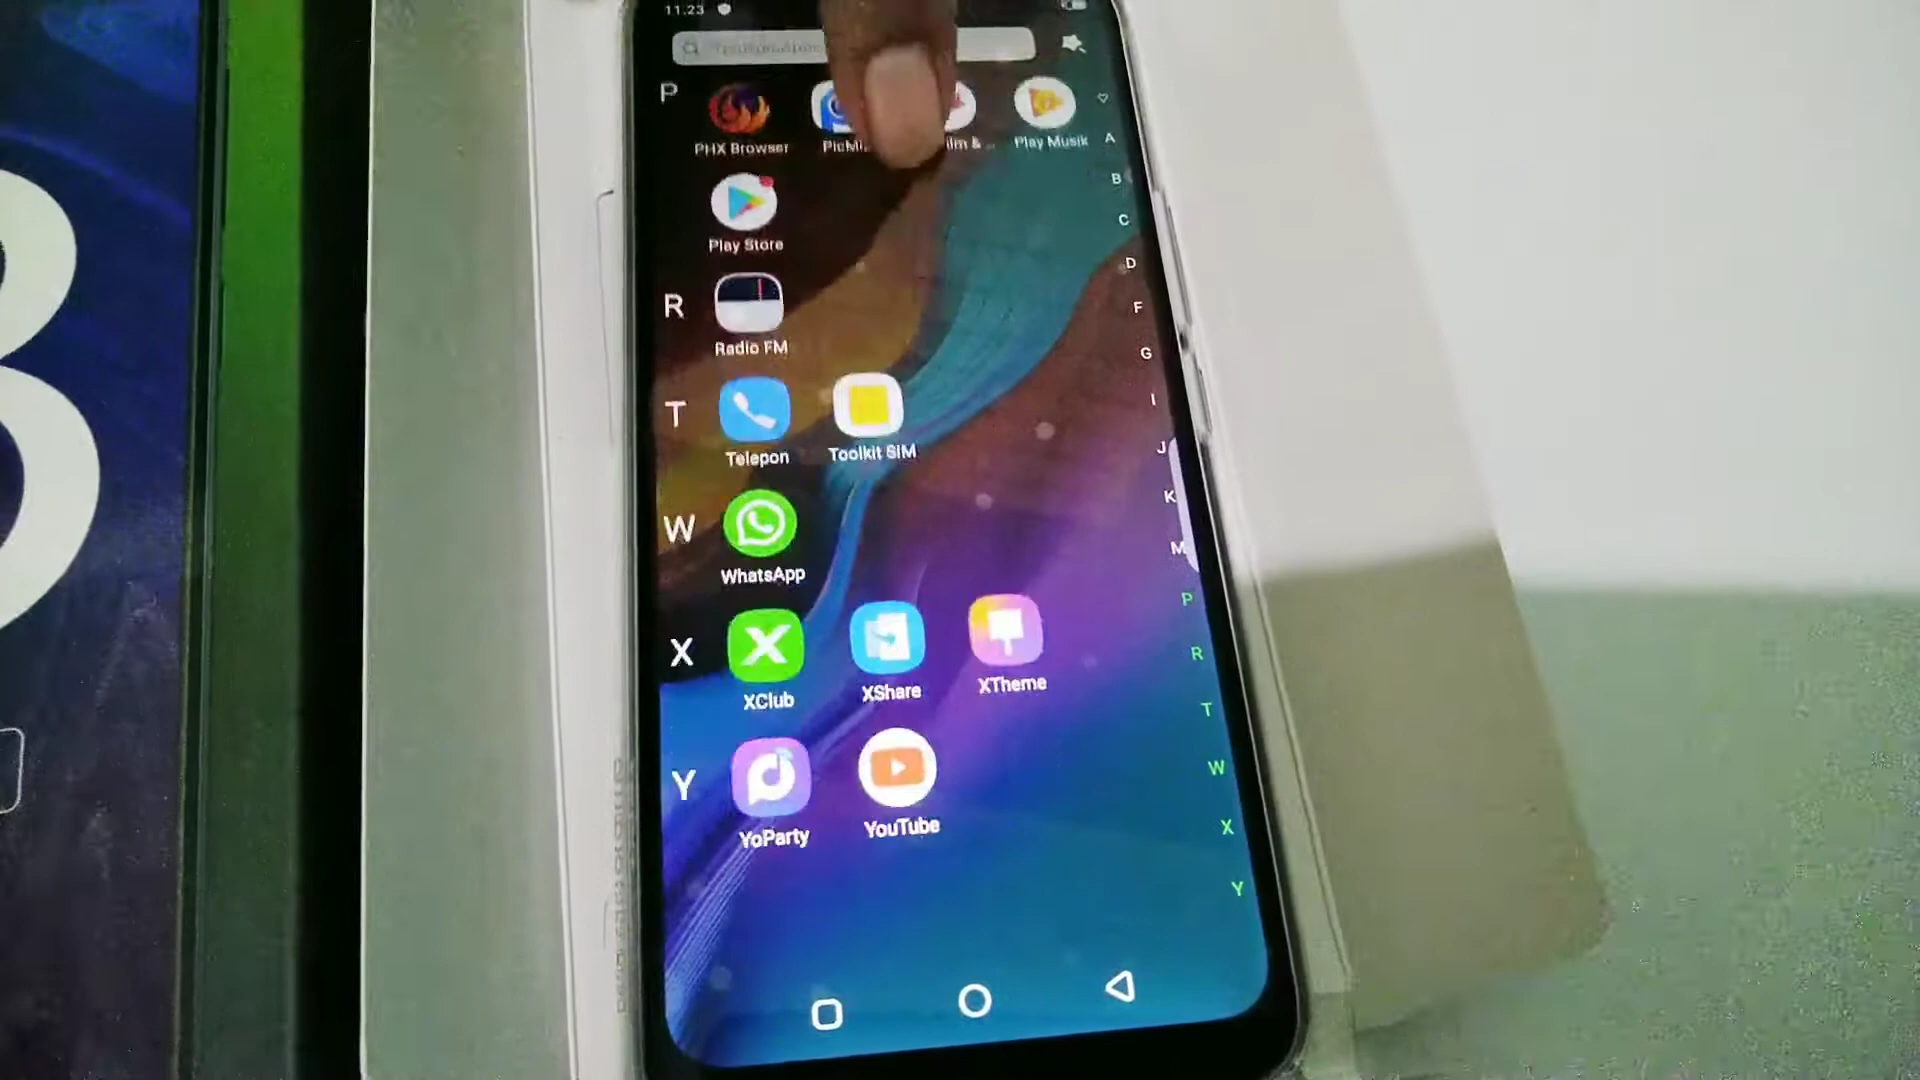 11.23
P
PHX Browser
Play Musik
Play Store
R
Radio FM
T
Telepon
Toolkit SIM
W
WhatsApp
X
XClub
XShare
XTheme
Y
YoParty
YouTube
A
B
C
D
F
G
I
J
K
M
P
R
T
W
X
Y
8